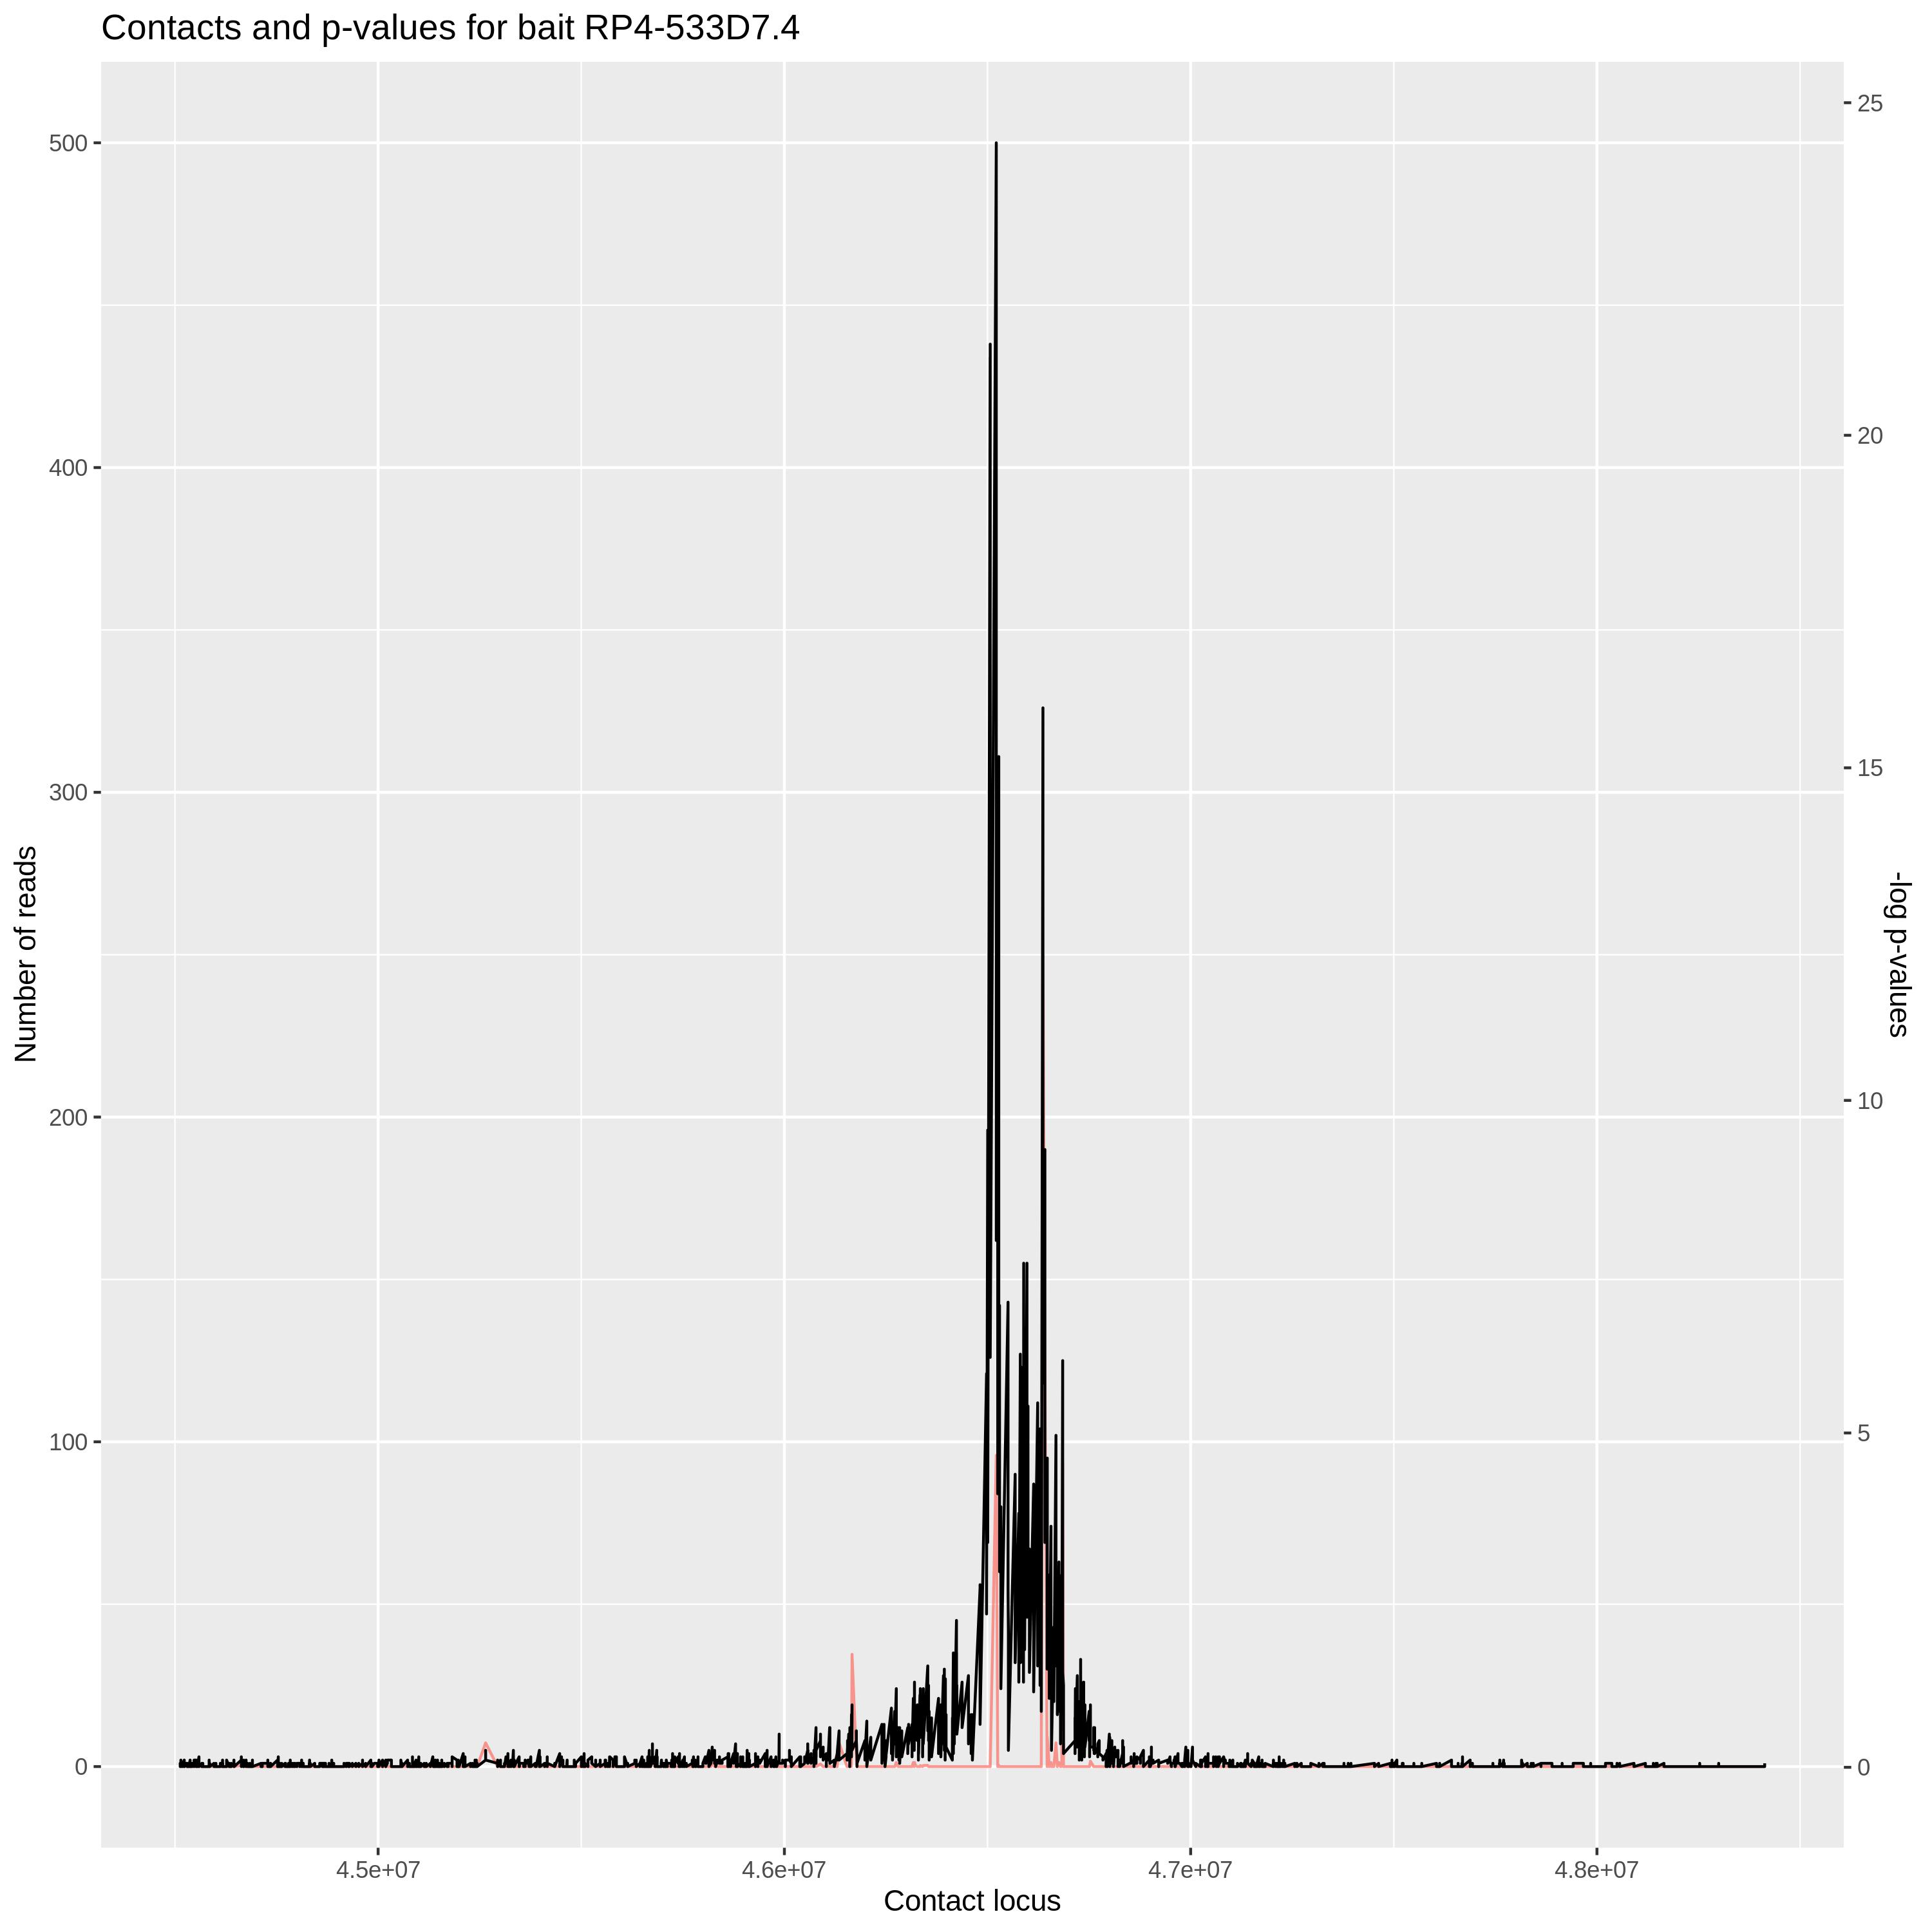 Contacts and p-values for bait RP4-533D7.4
500
400
300
200
100
0
Number of reads
25
20
15
10
5
0
-log p-values
4.5e+07
4.6e+07
4.7e+07
4.8e+07
Contact locus